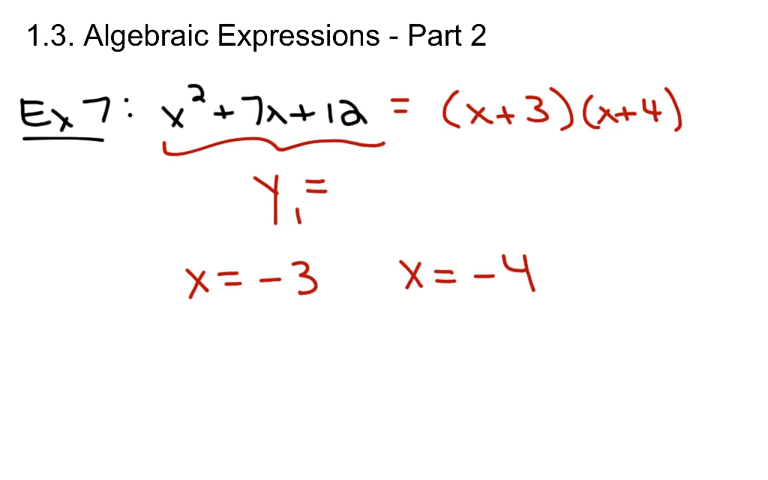 1.3. Algebraic Expressions - Part 2
Ex 7: x² + 7x + 12 = (x+3)(x+4)
Y₁ =
x = -3 x = -4